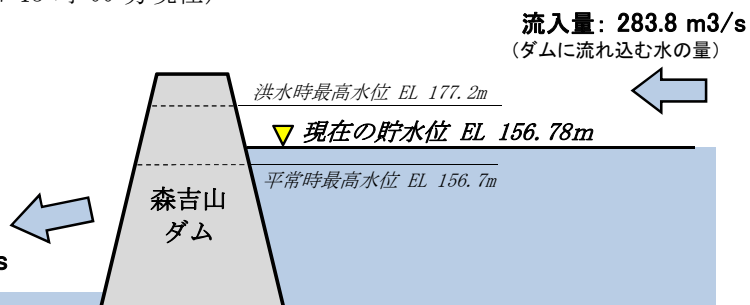 流入量: 283.8 m3/s
（ダムに流れ込む水の量）
洪水時最高水位 EL 177.2m
現在の貯水位 EL 156.78m
平常時最高水位 EL 156.7m
森吉山
ダム
s